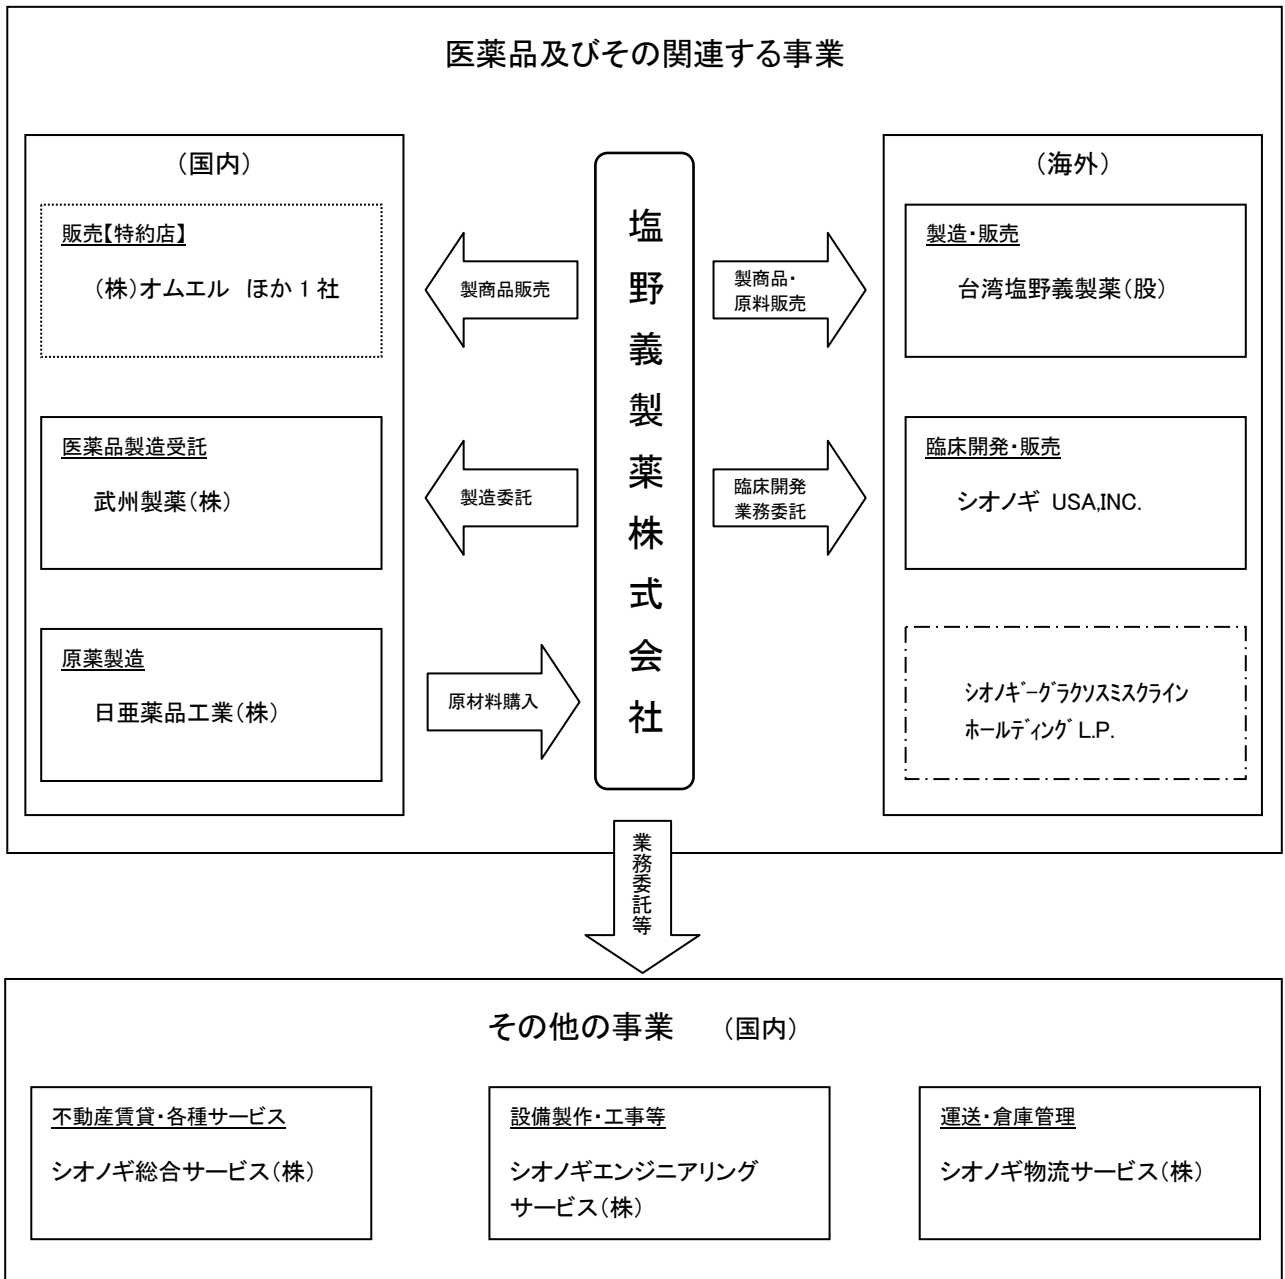 医薬品及びその関連する事業
（国内）
販売【特約店】
（株）オムエル ほか１社
医薬品製造受託
武州製薬（株）
原薬製造
日亜薬品工業（株）
製商品販売
製造委託
原材料購入
塩野義製薬株式会社
製商品・
原料販売
臨床開発
業務委託
（海外）
製造・販売
台湾塩野義製薬（股）
臨床開発・販売
シオノギ USA,INC.
ｼｵﾉｷﾞｰｸﾞﾗｸｿｽﾐｽｸﾗｲﾝ
ﾎｰﾙﾃﾞｨﾝｸﾞ L.P.
業務委託等
その他の事業 （国内）
不動産賃貸・各種サービス
シオノギ総合サービス（株）
設備製作・工事等
シオノギエンジニアリング
サービス（株）
運送・倉庫管理
シオノギ物流サービス（株）